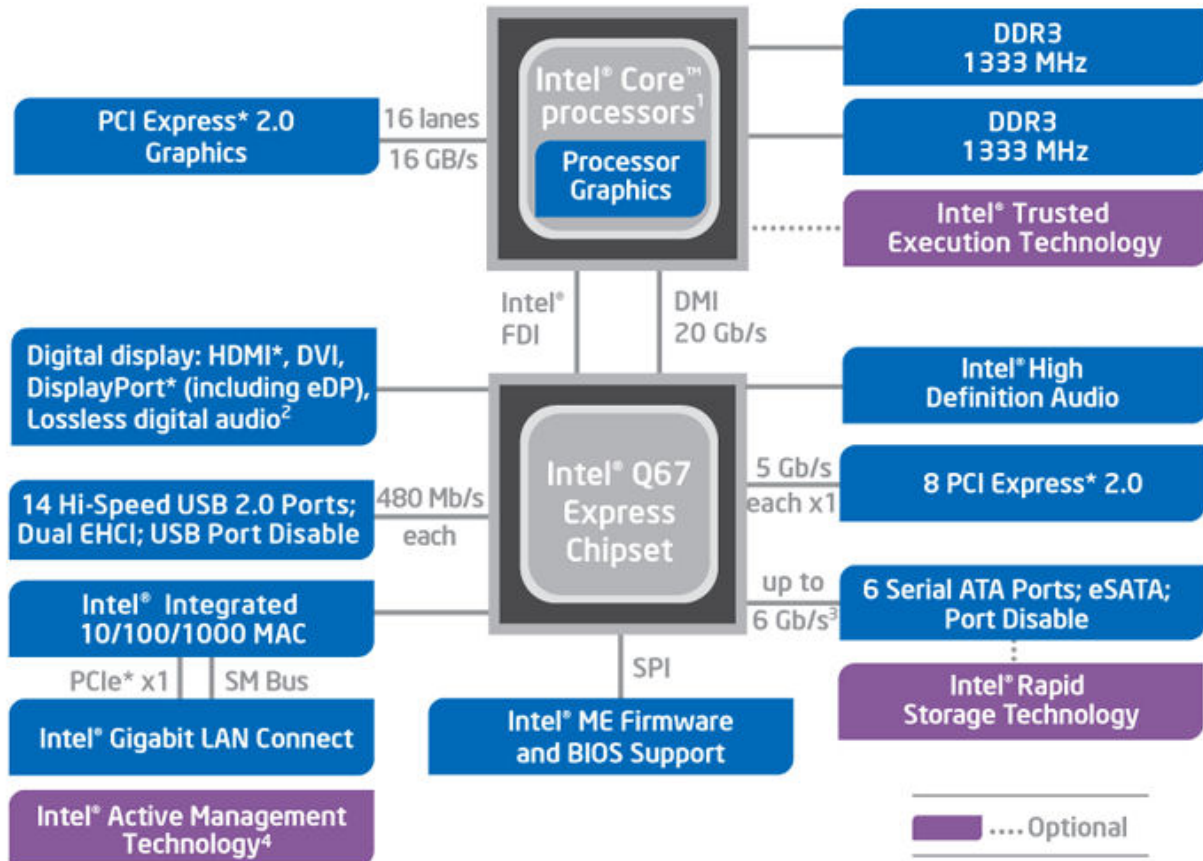 DDR3
1333 MHz
Intel® Core™
processors¹
Processor
Graphics
PCI Express* 2.0
Graphics
16 lanes
16 GB/s
DDR3
1333 MHz
Intel® Trusted
Execution Technology
Intel®
FDI
DMI
20 Gb/s
Digital display: HDMI*, DVI,
DisplayPort* (including eDP),
Lossless digital audio²
Intel® High
Definition Audio
Intel® Q67
Express
Chipset
5 Gb/s
each x1
8 PCI Express* 2.0
14 Hi-Speed USB 2.0 Ports;
Dual EHCI; USB Port Disable
480 Mb/s
each
up to
6 Gb/s³
6 Serial ATA Ports; eSATA;
Port Disable
Intel® Integrated
10/100/1000 MAC
PCIe* x1
SM Bus
SPI
Intel® Rapid
Storage Technology
Intel® Gigabit LAN Connect
Intel® ME Firmware
and BIOS Support
Intel® Active Management
Technology⁴
.... Optional